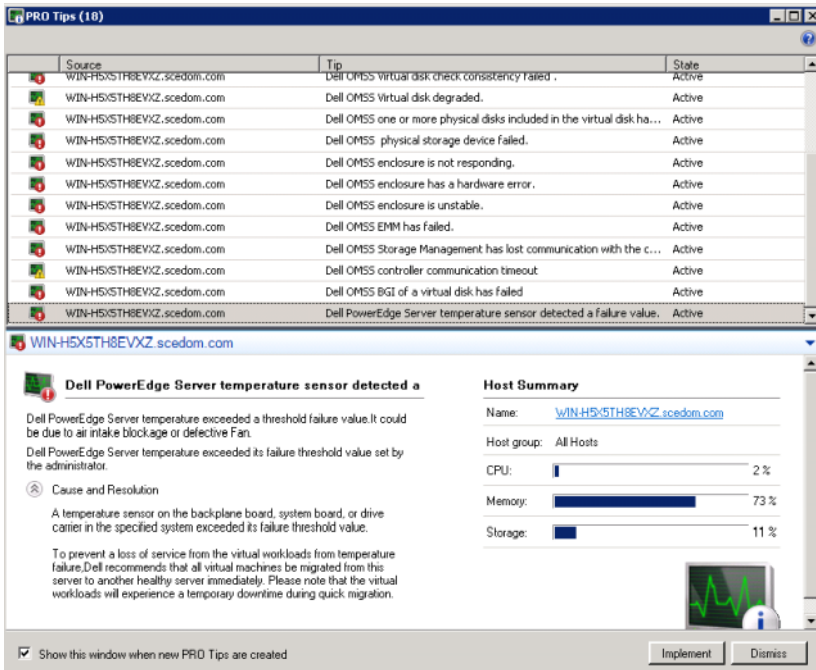 PRO Tips (18)
Source Tip State
WIN-H5X5TH8EVXZ.scedom.com Dell OMSS Virtual disk check consistency failed . Active
WIN-H5X5TH8EVXZ.scedom.com Dell OMSS Virtual disk degraded. Active
WIN-H5X5TH8EVXZ.scedom.com Dell OMSS one or more physical disks included in the virtual disk ha... Active
WIN-H5X5TH8EVXZ.scedom.com Dell OMSS physical storage device failed. Active
WIN-H5X5TH8EVXZ.scedom.com Dell OMSS enclosure is not responding. Active
WIN-H5X5TH8EVXZ.scedom.com Dell OMSS enclosure has a hardware error. Active
WIN-H5X5TH8EVXZ.scedom.com Dell OMSS enclosure is unstable. Active
WIN-H5X5TH8EVXZ.scedom.com Dell OMSS EMM has failed. Active
WIN-H5X5TH8EVXZ.scedom.com Dell OMSS Storage Management has lost communication with the c... Active
WIN-H5X5TH8EVXZ.scedom.com Dell OMSS controller communication timeout Active
WIN-H5X5TH8EVXZ.scedom.com Dell OMSS BGI of a virtual disk has failed Active
WIN-H5X5TH8EVXZ.scedom.com Dell PowerEdge Server temperature sensor detected a failure value. Active
WIN-H5X5TH8EVXZ.scedom.com
Dell PowerEdge Server temperature sensor detected a
Dell PowerEdge Server temperature exceeded a threshold failure value.It could
be due to air intake blockage or defective Fan.
Dell PowerEdge Server temperature exceeded its failure threshold value set by
the administrator.
Cause and Resolution
A temperature sensor on the backplane board, system board, or drive
carrier in the specified system exceeded its failure threshold value.
To prevent a loss of service from the virtual workloads from temperature
failure,Dell recommends that all virtual machines be migrated from this
server to another healthy server immediately. Please note that the virtual
workloads will experience a temporary downtime during quick migration.
Host Summary
Name: WIN-H5X5TH8EVXZ.scedom.com
Host group: All Hosts
CPU: 2 %
Memory: 73 %
Storage: 11 %
Show this window when new PRO Tips are created
Implement Dismiss